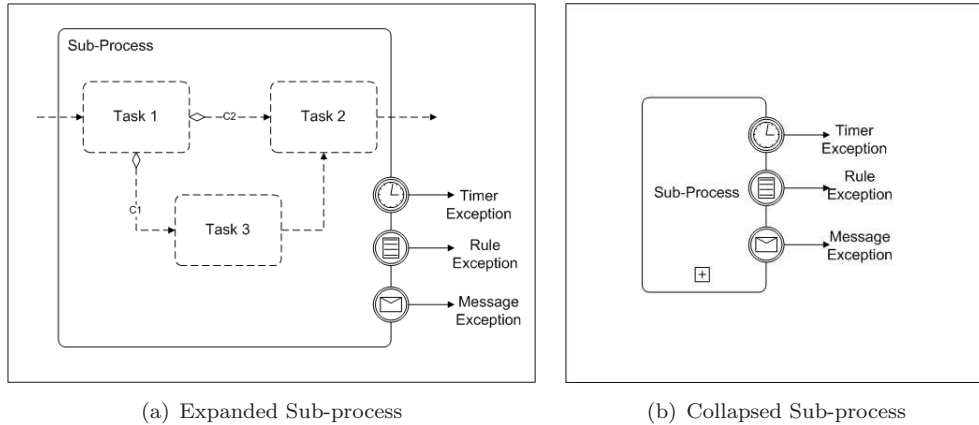 Sub-Process
Task 1
C2
Task 2
C1
Task 3
Timer
Exception
Rule
Exception
Message
Exception
(a) Expanded Sub-process
Sub-Process
Timer
Exception
Rule
Exception
Message
Exception
(b) Collapsed Sub-process